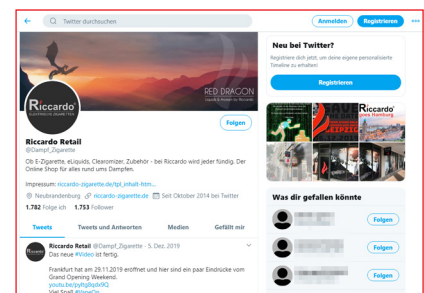 Twitter durchsuchen
Anmelden
Registrieren
RED DRAGON
Riccardo
Folgen
Riccardo Retail
@Dampf_Zigarette
Ob E-Zigarette, eLiquids, Clearomizer, Zubehör - bei Riccardo wird jeder fündig. Der
Online Shop für alles rund ums Dampfen.
Impressum: riccardo-zigarette.de/tpl_inhalt-htm...
Neubrandenburg riccardo-zigarette.de Seit Oktober 2014 bei Twitter
1.782 Folge ich 1.753 Follower
Tweets Tweets und Antworten Medien Gefällt mir
Riccardo Retail @Dampf_Zigarette · 5. Dez. 2019
Das neue #Video ist fertig.
Frankfurt hat am 29.11.2019 eröffnet und hier sind ein paar Eindrücke vom
Grand Opening Weekend.
Neu bei Twitter?
Registriere dich jetzt, um deine eigene personalisierte
Timeline zu erhalten!
Registrieren
Riccardo
goes Hamburg
LEIPZIG
Was dir gefallen könnte
Folgen
Folgen
Folgen